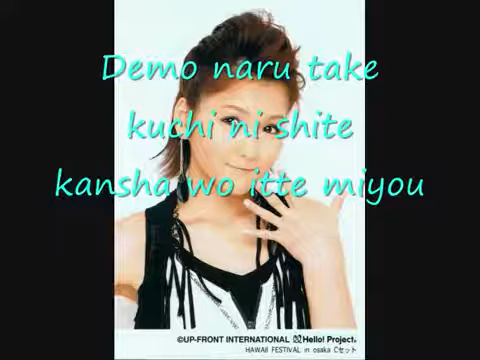 Demo naru take
kuchi ni shite
kansha wo itte miyou
©UP-FRONT INTERNATIONAL Hello! Project.
HAWAII FESTIVAL in osaka Cセット